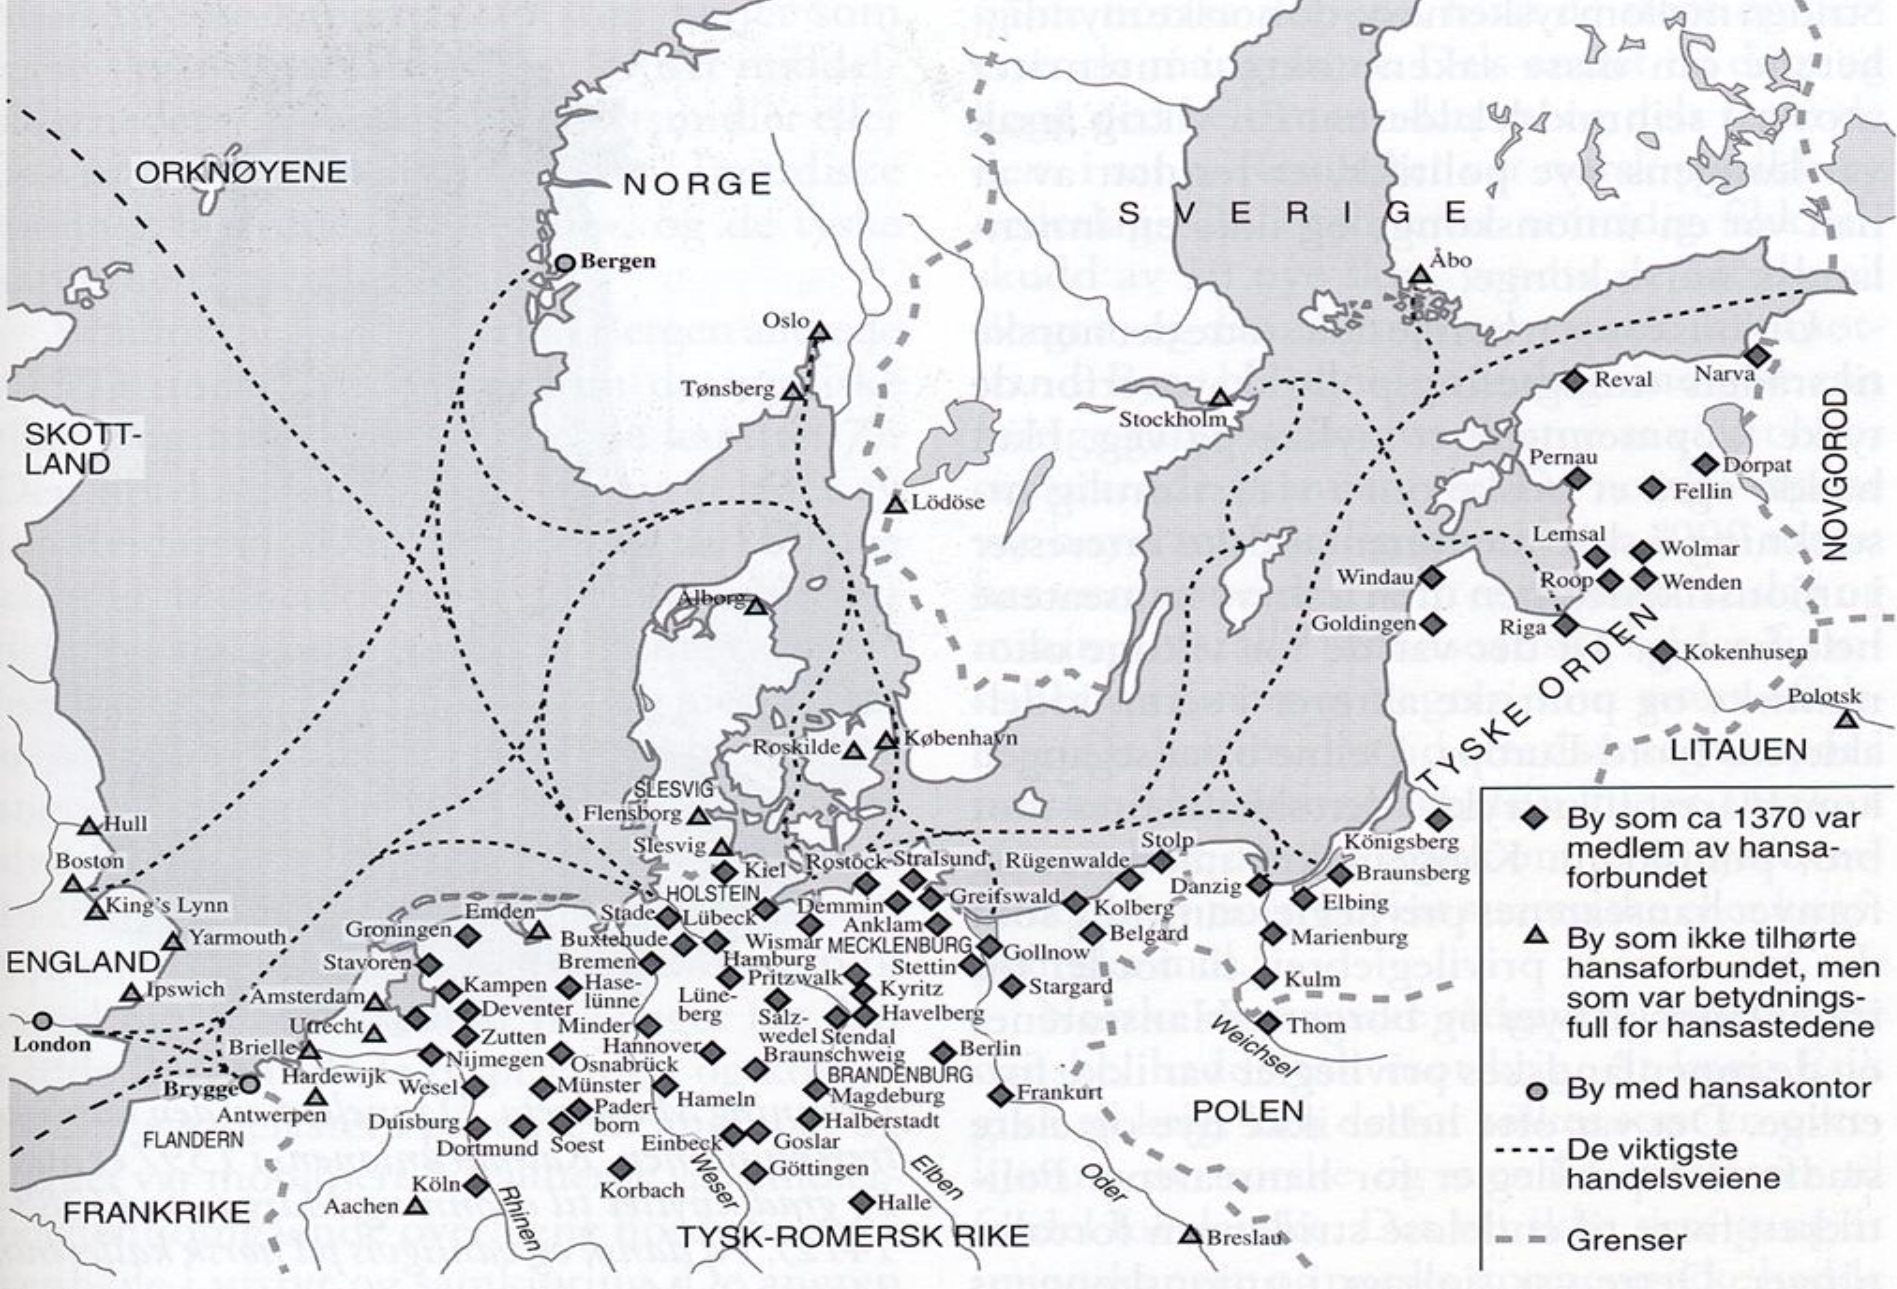 ORKNØYENE
NORGE
SVERIGE
Åbo
Bergen
Oslo
Tønsberg
Stockholm
Reval
Narva
SKOTT-
LAND
NOVGOROD
Pernau
Dorpat
Fellin
Lödöse
Lemsal
Wolmar
Windau
Roop
Wenden
Ålborg
Goldingen
Riga
Kokenhusen
TYSKE ORDEN
Polotsk
Roskilde
København
LITAUEN
SLESVIG
Flensborg
Slesvig
Hull
Boston
King's Lynn
Yarmouth
ENGLAND
Ipswich
London
Kiel
HOLSTEIN
Rostock
Stralsund
Rügenwalde
Stolp
Königsberg
Braunsberg
Danzig
Elbing
Greifswald
Kolberg
Demmin
Lübeck
Stade
Emden
Groningen
Buxtehude
Wismar
Anklam
MECKLENBURG
Belgard
Marienburg
Gollnow
Stavoren
Bremen
Hamburg
Pritzwalk
Stettin
Kampen
Hase-
lünne
Kyritz
Stargard
Kulm
Amsterdam
Deventer
Lüne-
berg
Salz-
wedel
Havelberg
Utrecht
Zutten
Minder
Stendal
Thom
Weichsel
Brielle
Nijmegen
Hannover
Osnabrück
Braunschweig
Berlin
Hardewijk
Brygge
Wesel
Münster
Hameln
BRANDENBURG
Magdeburg
Frankurt
POLEN
Antwerpen
FLANDERN
Duisburg
Pader-
born
Halberstadt
Dortmund
Soest
Einbeck
Goslar
Köln
Korbach
Göttingen
Aachen
Halle
Rhinen
Wesel
Elben
Oder
Breslau
FRANKRIKE
TYSK-ROMERSK RIKE
By som ca 1370 var
medlem av hansa-
forbundet
By som ikke tilhørte
hansaforbundet, men
som var betydnings-
full for hansastedene
By med hansakontor
De viktigste
handelsveiene
Grenser